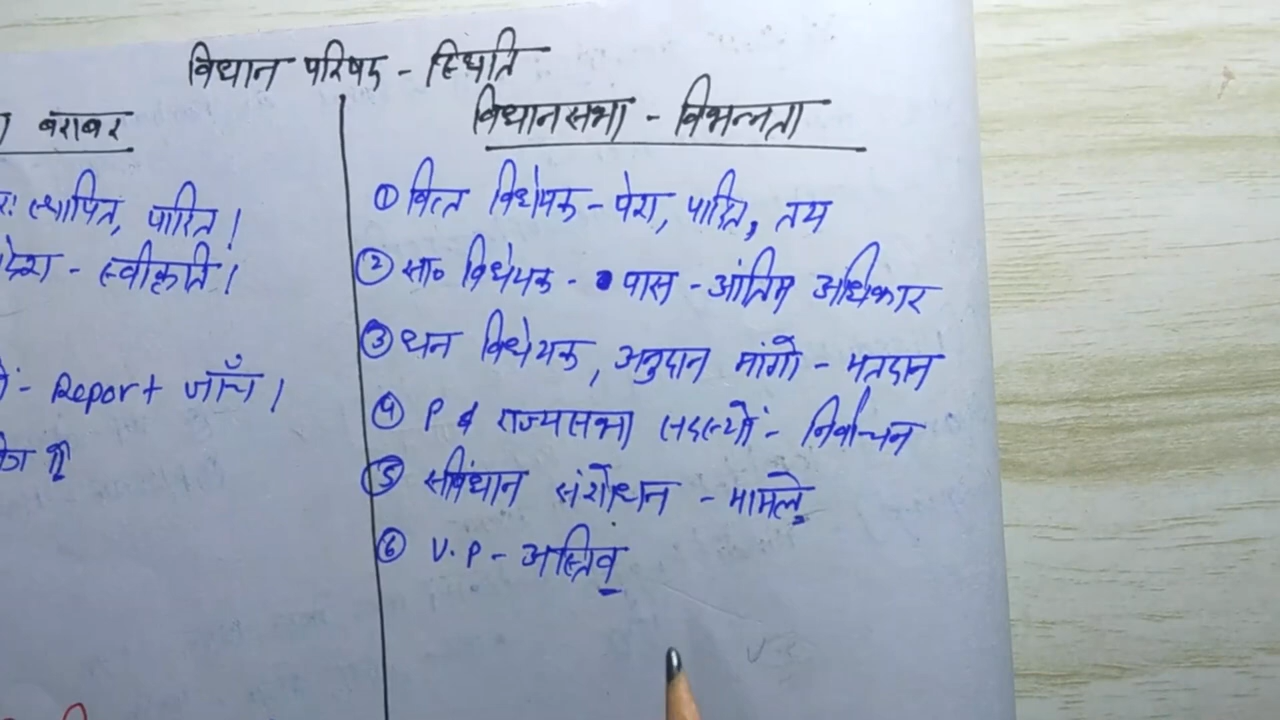 विधान परिषद - स्थिति
बराबर
स्थापित, पारित।
- स्वीकृति।
- Report जाँच।
विधानसभा - विभिन्नता
① वित्त विधेयक - पेश, पारित, तय
② सा० विधेयक - पास - अंतिम अधिकार
③ धन विधेयक, अनुदान मांगो - मतदान
④ P & राज्यसभा सदस्यों - निर्वाचन
⑤ संविधान संशोधन - मामले
⑥ V.P - अस्तित्व